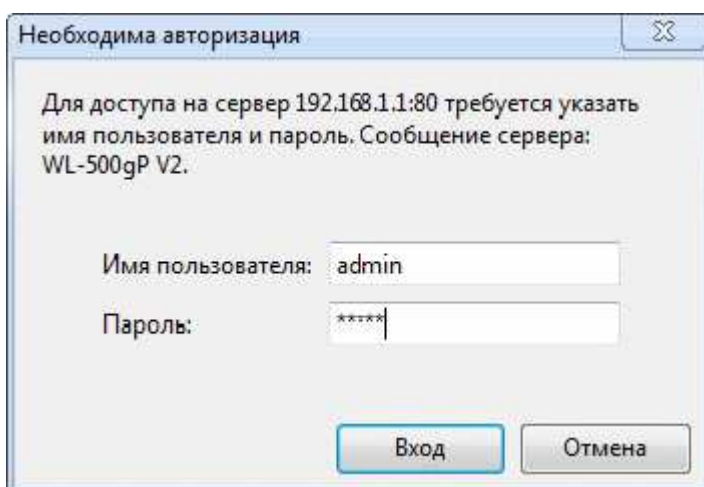 Необходима авторизация
Для доступа на сервер 192.168.1.1:80 требуется указать
имя пользователя и пароль. Сообщение сервера:
WL-500gP V2.
Имя пользователя: admin
Пароль: *****
Вход Отмена